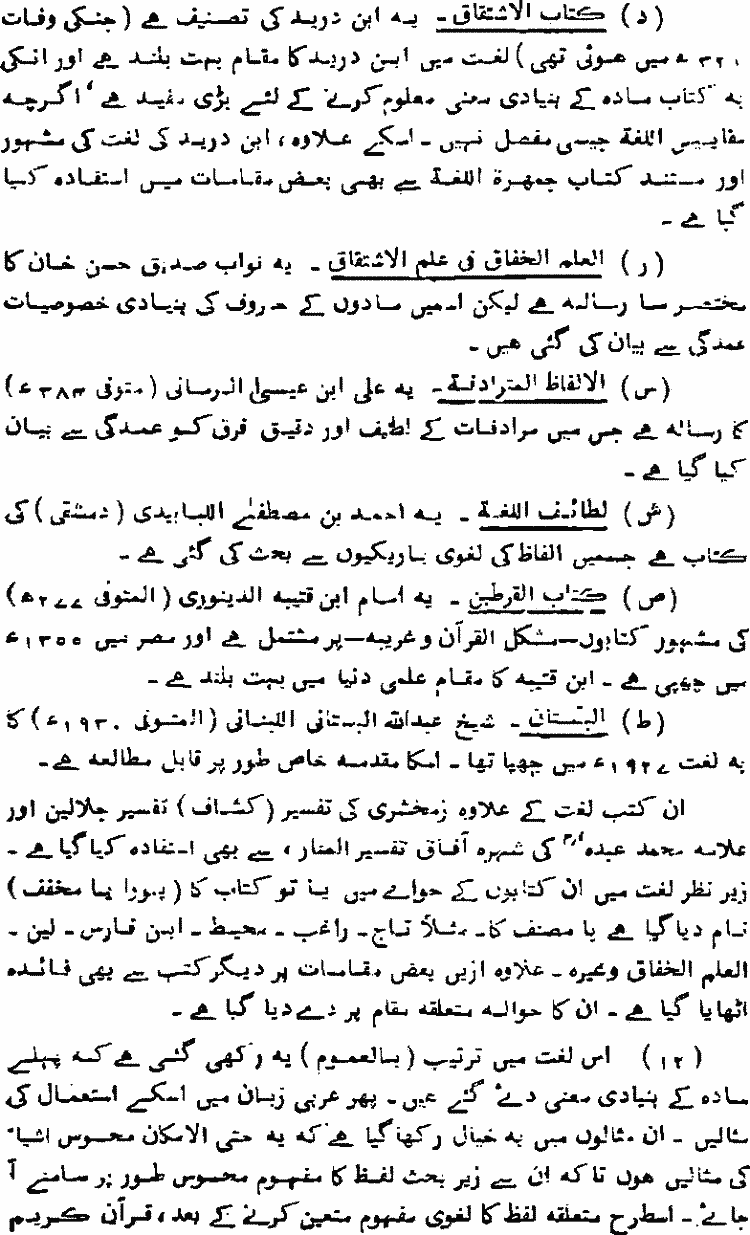 (د) کتاب الاشتقاق ـ یہ ابن درید کی تصنیف ہے (جنکی وفات
۳۲۱ھ میں ہوئی تھی) لغت میں ابن درید کا مقام بہت بلند ہے اور انکی
یہ کتاب مادہ کے بنیادی معنی معلوم کرنے کے لئے بڑی مفید ہے ، اگرچہ
مقاییس اللغة جیسی مفصل نہیں ـ اسکے علاوہ ، ابن درید کی لغت کی مشہور
اور مستند کتاب جمهرة اللغة سے بھی بعض مقامات میں استفادہ کیا
گیا ہے ـ
(ر) العلم الخفاق فی علم الاشتقاق ـ یہ نواب صدیق حسن خان کا
مختصر سا رسالہ ہے لیکن اسمیں مادوں کے حروف کی بنیادی خصوصیات
عمدگی سے بیان کی گئی ہیں ـ
(س) الالفاظ المترادفة ـ یہ علی ابن عیسیٰ الرمانی (متوفی ۳۸۴ ء)
کا رسالہ ہے جس میں مرادفات کے لطیف اور دقیق فرق کو عمدگی سے بیان
کیا گیا ہے ـ
(ش) لطائف اللغة ـ یہ احمد بن مصطفےٰ اللبابیدی (دمشقی) کی
کتاب ہے جسمیں الفاظ کی لغوی باریکیوں سے بحث کی گئی ہے ـ
(ص) کتاب القرطین ـ یہ امام ابن قتیبہ الدینوری (المتوفی ۲۷۷ھ)
کی مشہور کتابوں—مشکل القرآن و غریبہ—پر مشتمل ہے اور مصر میں ۱۳۵۵ء
میں چھپی ہے ـ ابن قتیبہ کا مقام علمی دنیا میں بہت بلند ہے ـ
(ط) البستان ـ شیخ عبدالله البستانی اللبنانی (المتوفی ۱۹۳۰ء) کا
یہ لغت ۱۹۲۷ء میں چھپا تھا ـ اسکا مقدمہ خاص طور پر قابل مطالعہ ہے ـ
ان کتب لغت کے علاوہ زمخشری کی تفسیر (کشاف) تفسیر جلالین اور
علامہ محمد عبدہ ؒ کی شہرہ آفاق تفسیر المنار ، سے بھی استفادہ کیا گیا ہے ـ
زیر نظر لغت میں ان کتابوں کے حوالے میں یا تو کتاب کا (پورا یا مخفف)
نام دیا گیا ہے یا مصنف کا ـ مثلاً تاج ـ راغب ـ محیط ـ ابن فارس ـ لین ـ
العلم الخفاق وغیرہ ـ علاوہ ازیں بعض مقامات پر دیگر کتب سے بھی فائدہ
اٹھایا گیا ہے ـ ان کا حوالہ متعلقہ مقام پر دے دیا گیا ہے ـ
(۱۲) اس لغت میں ترتیب (بالعموم) یہ رکھی گئی ہے کہ پہلے
مادہ کے بنیادی معنی دئے گئے ہیں ـ پھر عربی زبان میں اسکے استعمال کی
مثالیں ـ ان مثالوں میں یہ خیال رکھا گیا ہے کہ یہ حتی الامکان محسوس اشیاء
کی مثالیں ہوں تا کہ ان سے زیر بحث لفظ کا مفہوم محسوس طور پر سامنے آ
جائے ـ اسطرح متعلقہ لفظ کا لغوی مفہوم متعین کرنے کے بعد ، قرآن کریم